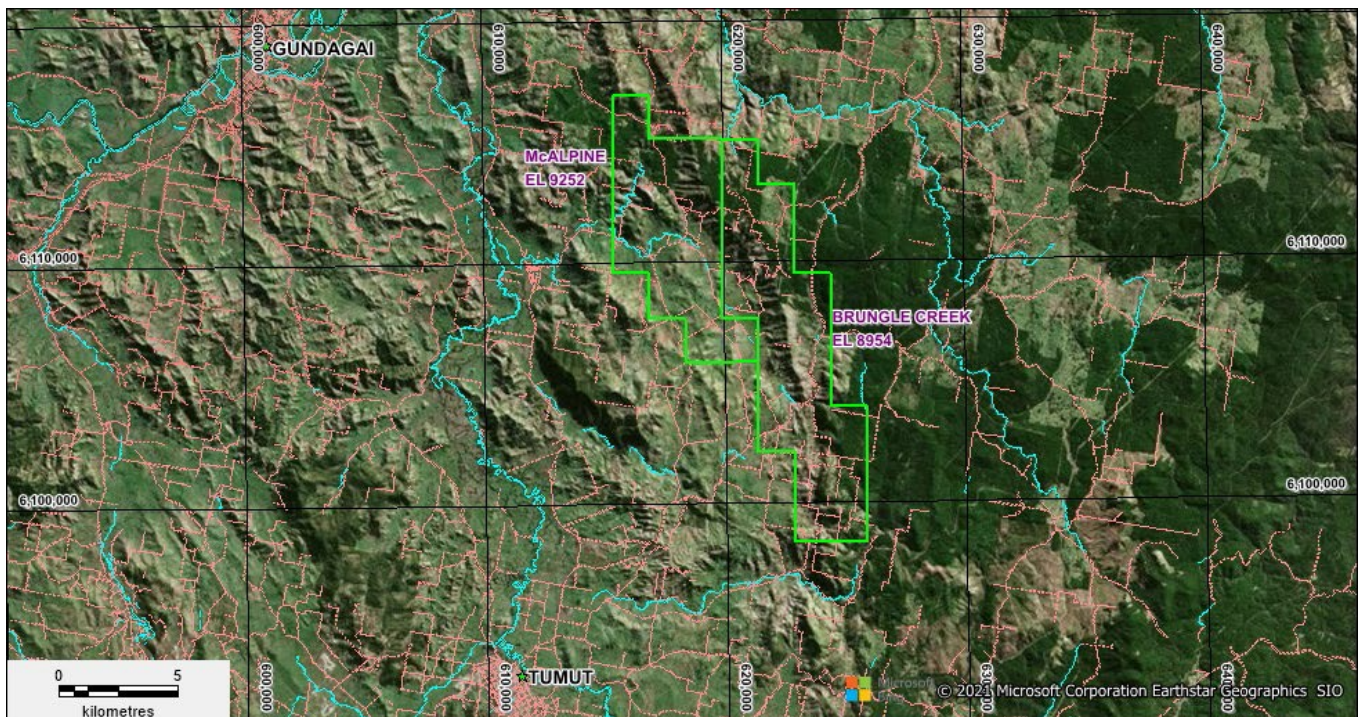 600,000
610,000
620,000
630,000
640,000
GUNDAGAI
McALPINE
EL 9252
6,110,000
6,110,000
BRUNGLE CREEK
EL 8954
6,100,000
6,100,000
600,000
610,000
620,000
630,000
640,000
TUMUT
0 5
kilometres
Microsoft
© 2021 Microsoft Corporation Earthstar Geographics SIO